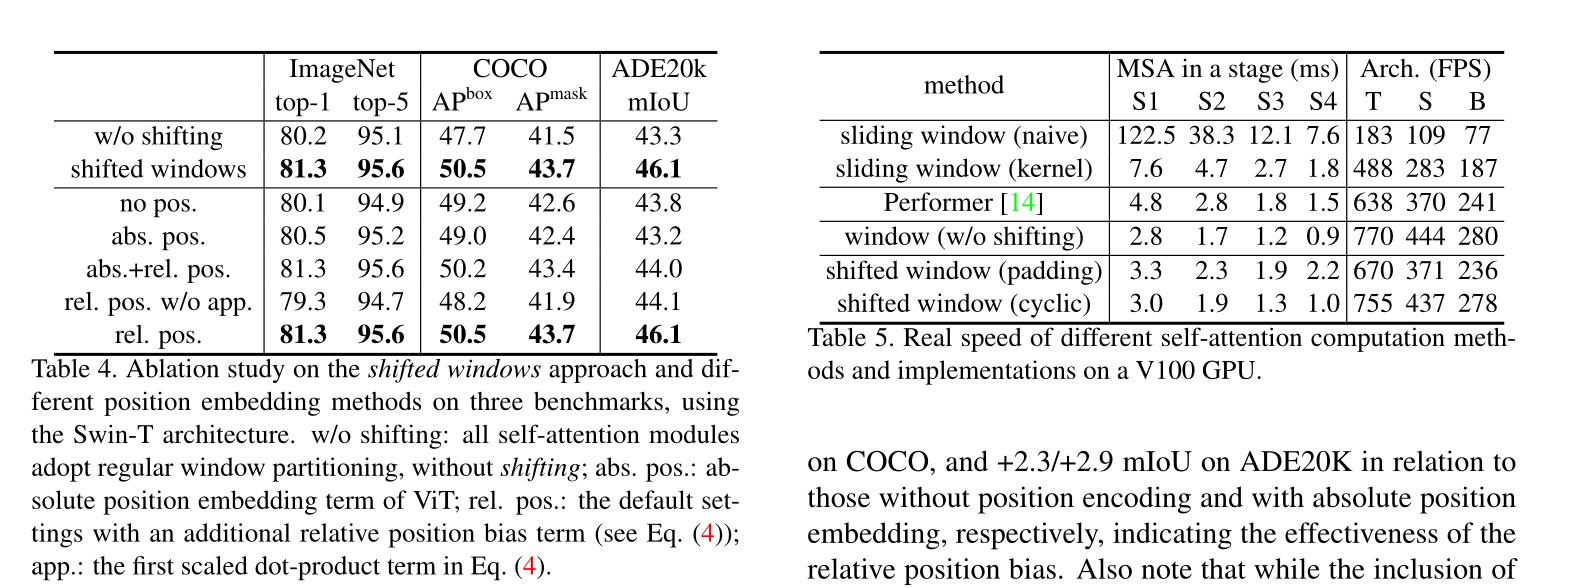 ImageNet COCO ADE20k
top-1 top-5 APbox APmask mIoU
w/o shifting 80.2 95.1 47.7 41.5 43.3
shifted windows 81.3 95.6 50.5 43.7 46.1
no pos. 80.1 94.9 49.2 42.6 43.8
abs. pos. 80.5 95.2 49.0 42.4 43.2
abs.+rel. pos. 81.3 95.6 50.2 43.4 44.0
rel. pos. w/o app. 79.3 94.7 48.2 41.9 44.1
rel. pos. 81.3 95.6 50.5 43.7 46.1
Table 4. Ablation study on the shifted windows approach and dif-
ferent position embedding methods on three benchmarks, using
the Swin-T architecture. w/o shifting: all self-attention modules
adopt regular window partitioning, without shifting; abs. pos.: ab-
solute position embedding term of ViT; rel. pos.: the default set-
tings with an additional relative position bias term (see Eq. (4));
app.: the first scaled dot-product term in Eq. (4).
method MSA in a stage (ms) Arch. (FPS)
S1 S2 S3 S4 T S B
sliding window (naive) 122.5 38.3 12.1 7.6 183 109 77
sliding window (kernel) 7.6 4.7 2.7 1.8 488 283 187
Performer [14] 4.8 2.8 1.8 1.5 638 370 241
window (w/o shifting) 2.8 1.7 1.2 0.9 770 444 280
shifted window (padding) 3.3 2.3 1.9 2.2 670 371 236
shifted window (cyclic) 3.0 1.9 1.3 1.0 755 437 278
Table 5. Real speed of different self-attention computation meth-
ods and implementations on a V100 GPU.
on COCO, and +2.3/+2.9 mIoU on ADE20K in relation to
those without position encoding and with absolute position
embedding, respectively, indicating the effectiveness of the
relative position bias. Also note that while the inclusion of